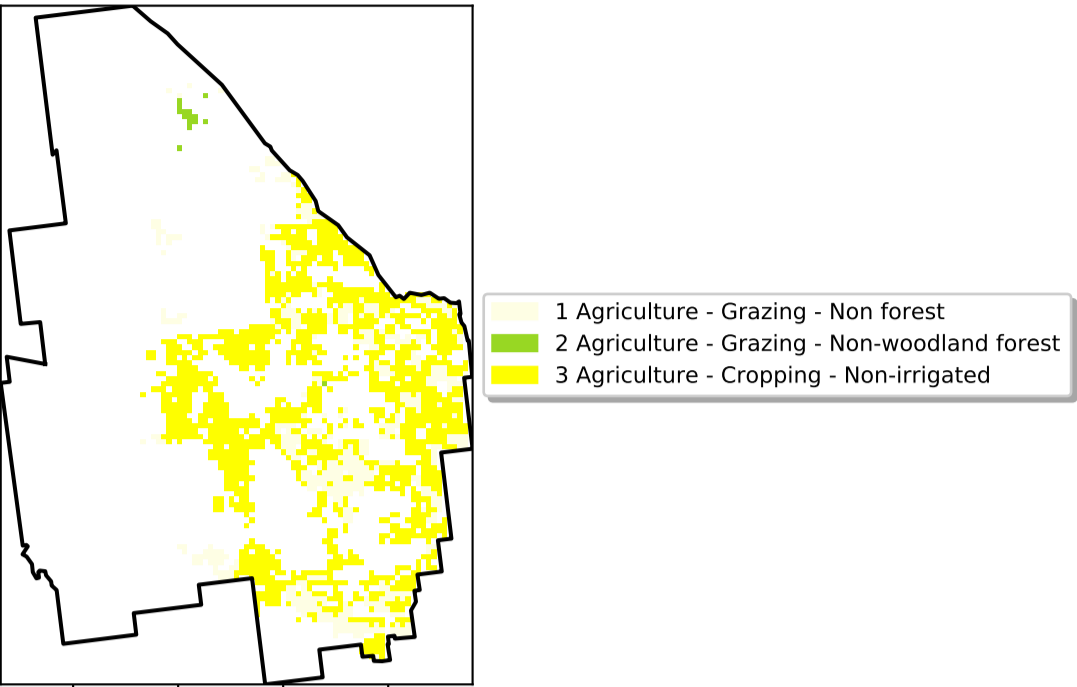 1 Agriculture - Grazing - Non forest
2 Agriculture - Grazing - Non-woodland forest
3 Agriculture - Cropping - Non-irrigated